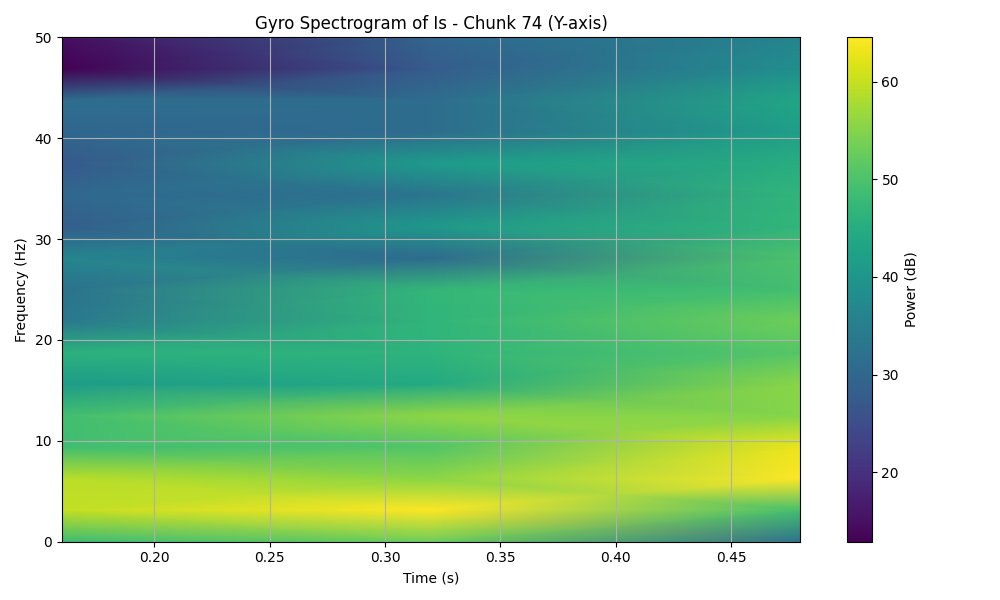 Gyro Spectrogram of Is - Chunk 74 (Y-axis)
50
40
30
20
10
0
Frequency (Hz)
0.20 0.25 0.30 0.35 0.40 0.45
Time (s)
60
50
40
30
20
Power (dB)